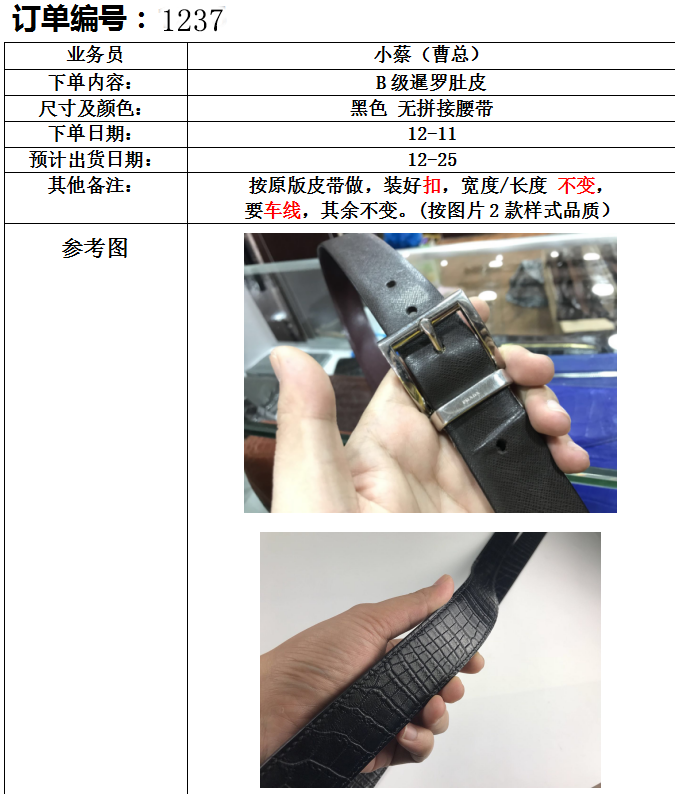 订单编号：1237
业务员 小蔡（曹总）
下单内容： B级暹罗肚皮
尺寸及颜色： 黑色 无拼接腰带
下单日期： 12-11
预计出货日期： 12-25
其他备注： 按原版皮带做，装好扣，宽度/长度 不变，
要车线，其余不变。(按图片2款样式品质）
参考图